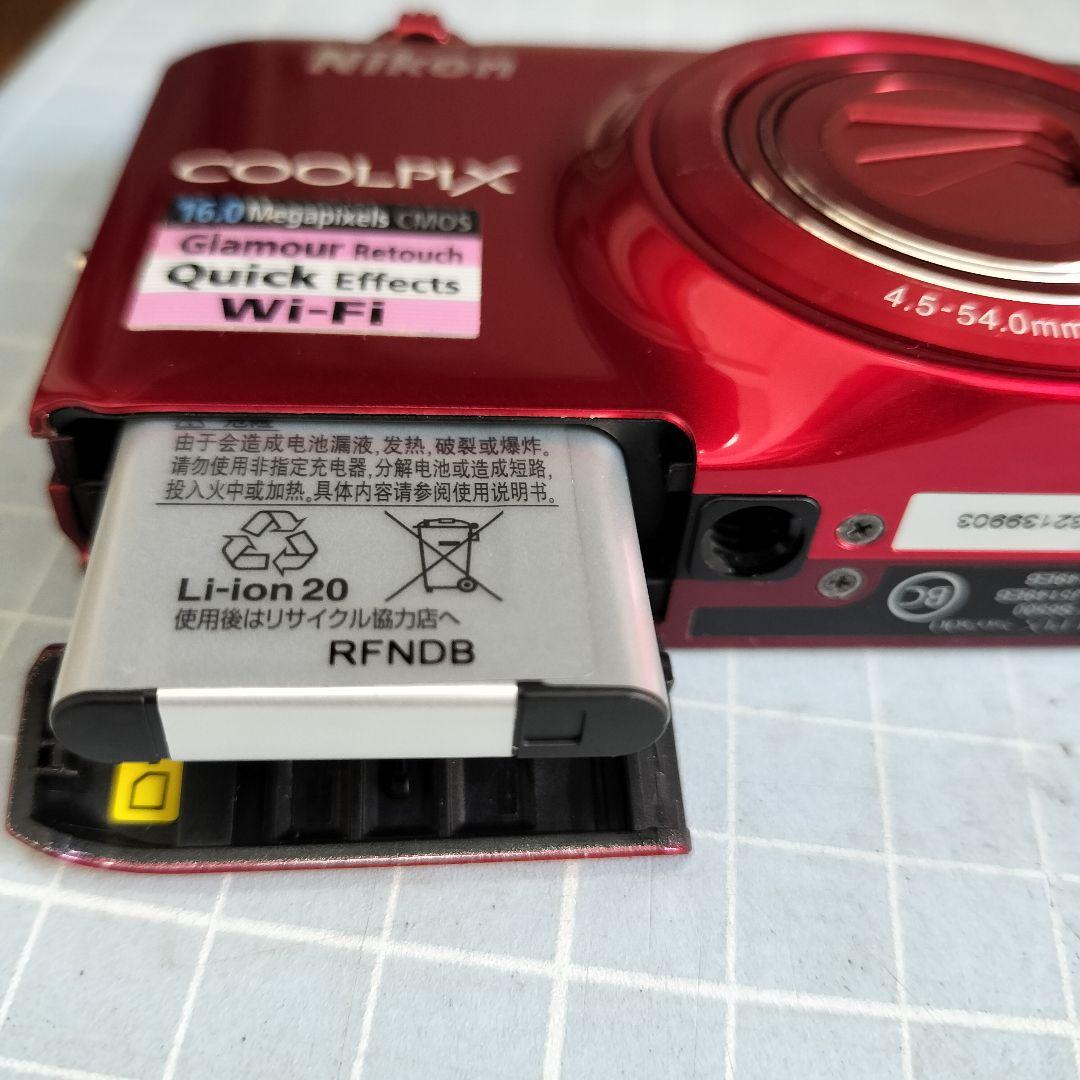 Nikon
COOLPIX
16.0 Megapixels CMOS
Glamour Retouch
Quick Effects
Wi-Fi
4.5-54.0mm
由于会造成电池漏液,发热,破裂或爆炸。
请勿使用非指定充电器,分解电池或造成短路,
投入火中或加热。具体内容请参阅使用说明书。
Li-ion 20
使用後はリサイクル協力店へ
RFNDB
32139903
BC